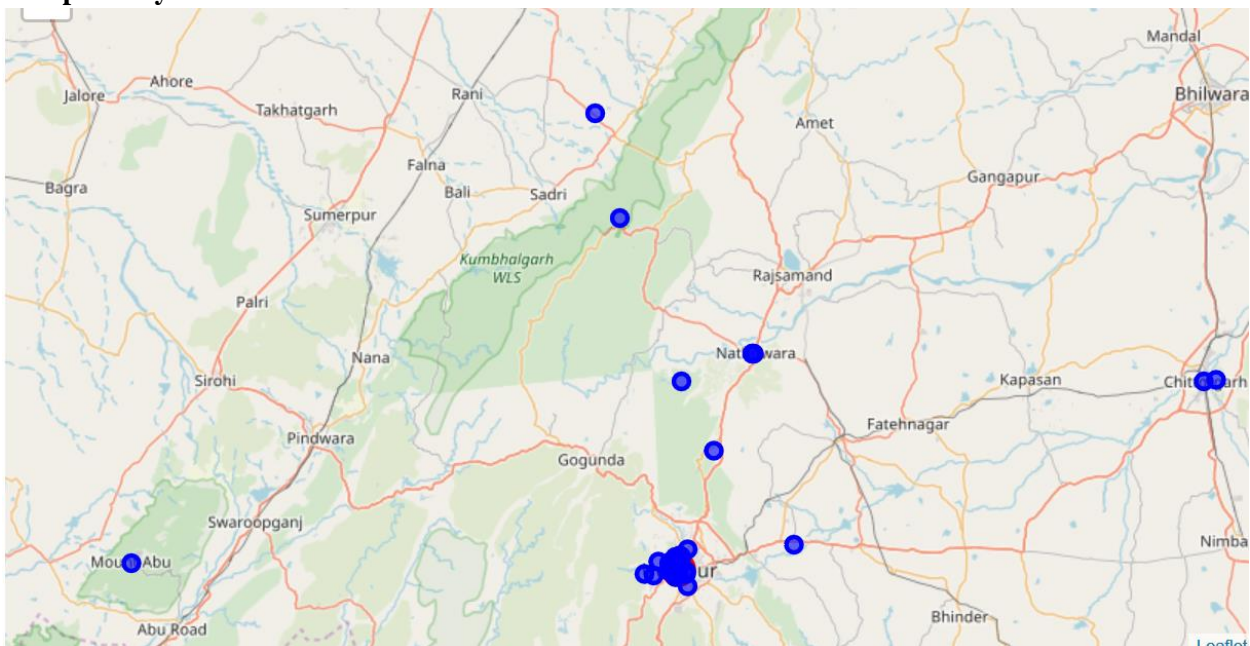 Mandal
Ahore
Jalore
Rani
Bhilwara
Takhatgarh
Amet
Falna
Gangapur
Bagra
Bali
Sadri
Sumerpur
Kumbhalgarh
WLS
Rajsamand
Palri
Nana
Sirohi
Kapasan
Fatehnagar
Pindwara
Gogunda
Swaroopganj
Nimba
Abu Road
Bhinder